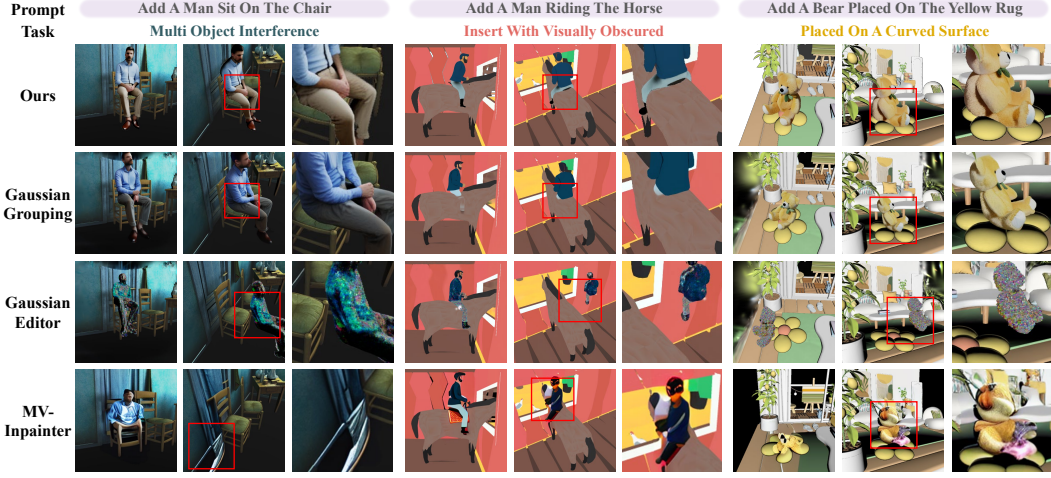 Prompt
Add A Man Sit On The Chair
Add A Man Riding The Horse
Add A Bear Placed On The Yellow Rug
Task
Multi Object Interference
Insert With Visually Obscured
Placed On A Curved Surface
Ours
Gaussian
Grouping
Gaussian
Editor
MV-
Inpainter